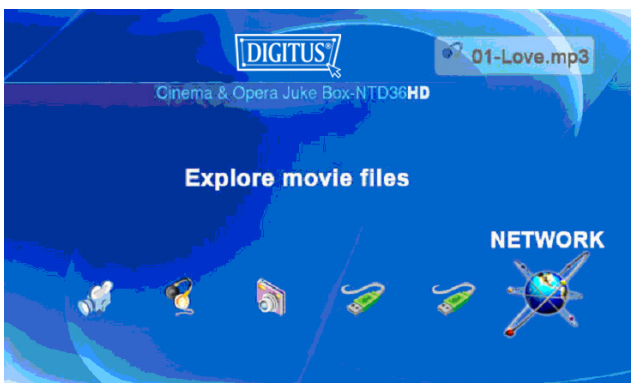 DIGITUS®
01-Love.mp3
Cinema & Opera Juke Box-NTD36HD
Explore movie files
NETWORK